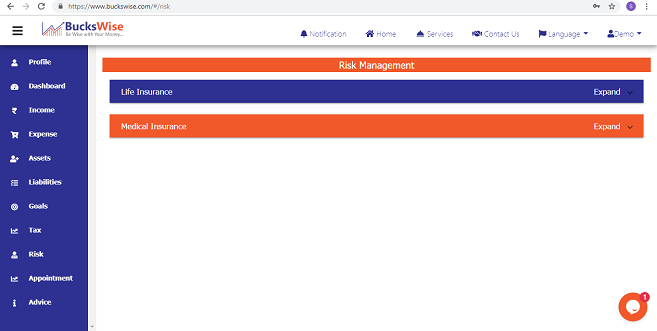 https://www.buckswise.com/#/risk
S
BucksWise
Be Wise with Your Money...
Notification
Home
Services
Contact Us
Language
Demo
Profile
Dashboard
Income
Expense
Assets
Liabilities
Goals
Tax
Risk
Appointment
Advice
Risk Management
Life Insurance Expand
Medical Insurance Expand
1